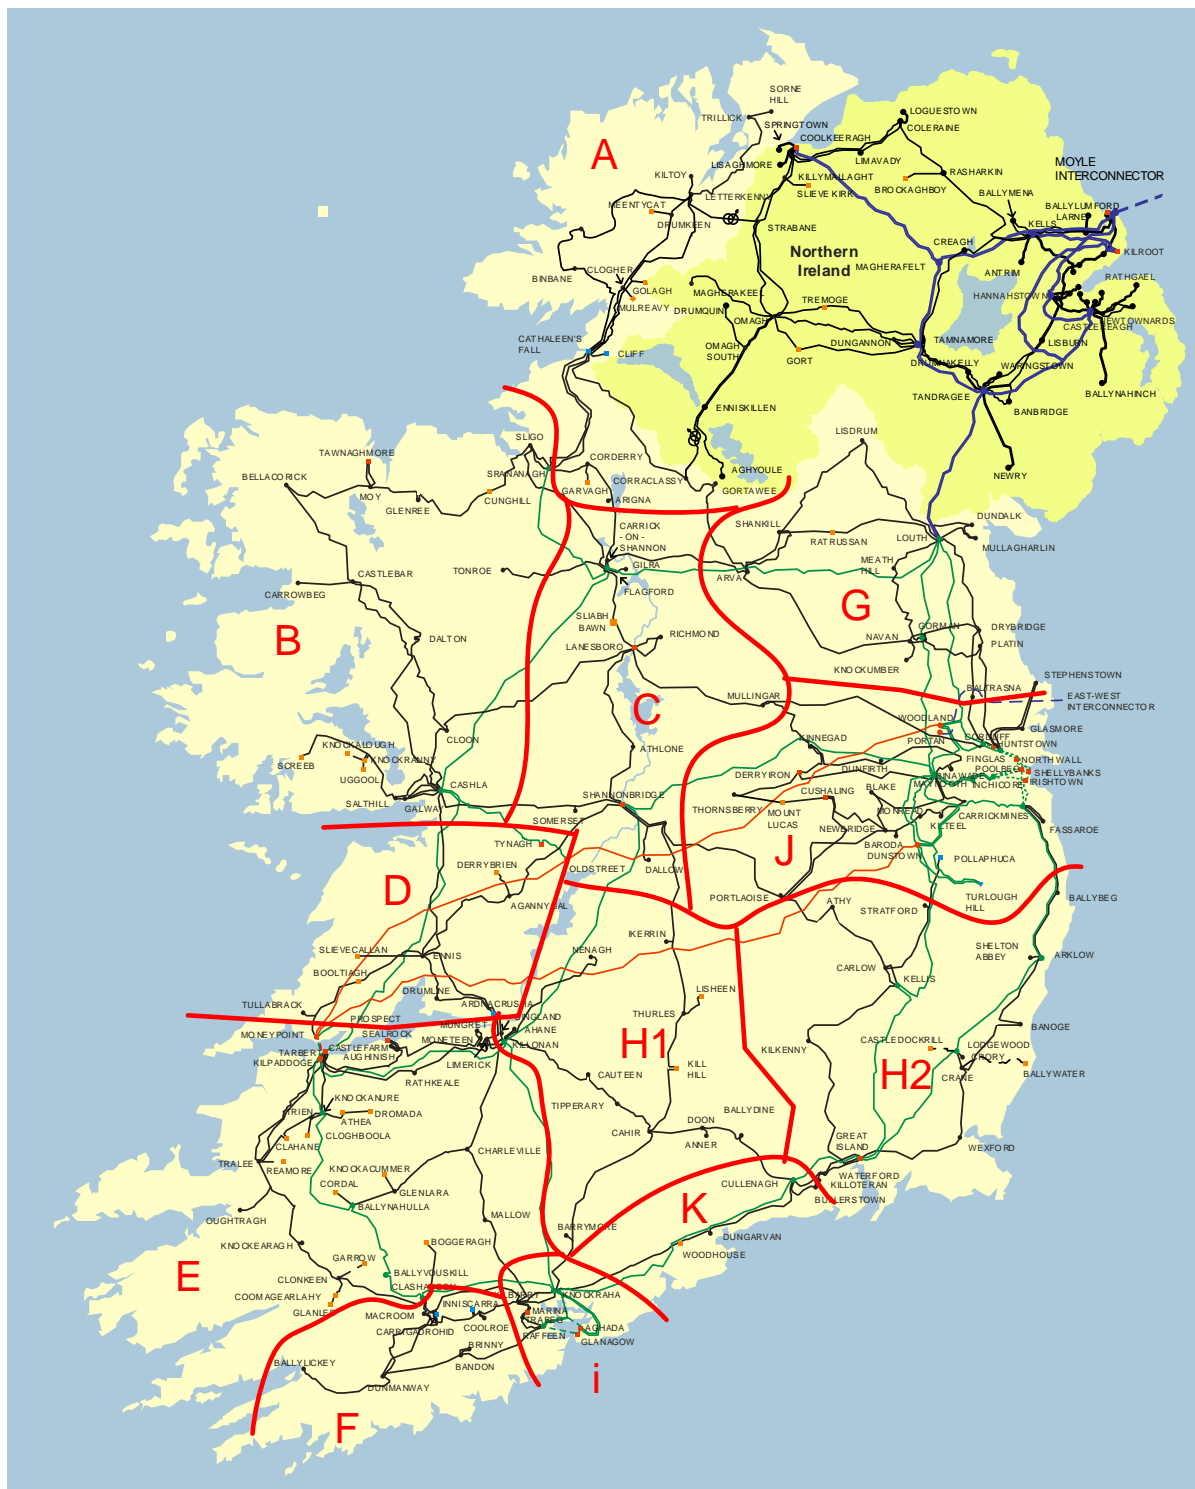 SORNE
HILL
TRILLICK
SPRINGTOWN
COOLKEERAGH
LOGUESTOWN
COLERAINE
LISAGHMORE
LIMAVADY
MOYLE
INTERCONNECTOR
KILTOY
KILLYMALLAGHT
SLIEVE KIRK
BROCKAGHBOY
RASHARKIN
BALLYMENA
A
LETTERKENNY
MEENTYCAT
DRUMKEEN
STRABANE
BALLYLUMFORD
LARNE
KELLS
CREAGH
KILROOT
Northern
Ireland
MAGHERAFELT
ANTRIM
RATHGAEL
BINBANE
CLOGHER
GOLAGH
MULREAVY
MAGHERAKEEL
DRUMQUIN
TREMOGE
OMAGH
HANNAHSTOWN
NEWTOWNARDS
CASTLEREAGH
CATHALEEN'S
FALL
CLIFF
OMAGH
SOUTH
GORT
DUNGANNON
TAMNAMORE
LISBURN
DRUMNAKELLY
WARINGSTOWN
TANDRAGEE
BANBRIDGE
BALLYNAHINCH
ENNISKILLEN
NEWRY
LISDRUM
SLIGO
TAWNAGHMORE
BELLACORICK
SRANANAGH
CORDERRY
CORRACLASSY
AGHYOULE
GORTAWEE
MOY
GLENREE
CUNGHILL
GARVAGH
ARIGNA
CARRICK
- ON -
SHANNON
SHANKILL
RATRUSSAN
LOUTH
DUNDALK
MULLAGHARLIN
MEATH
HILL
TONROE
GILRA
FLAGFORD
ARVA
CASTLEBAR
CARROWBEG
G
SLIABH
BAWN
RICHMOND
LANESBORO
B
DALTON
GORMAN
NAVAN
DRYBRIDGE
PLATIN
KNOCKUMBER
STEPHENSTOWN
C
MULLINGAR
BALTRASNA
EAST-WEST
INTERCONNECTOR
WOODLAND
PORTAN
CORDUFF
GLASMORE
HUNTSTOWN
CLOON
KNOCKALOUGH
KNOCKRANNY
SCREEB
UGGOOL
ATHLONE
KINNEGAD
DERRYIRON
DUNFIRTH
FINGLAS
NORTH WALL
POOLBEG
SHELLYBANKS
IRISHTOWN
INCHICORE
MAYNOOTH
CASHLA
SALTHILL
GALWAY
SHANNONBRIDGE
SOMERSET
THORNSBERRY
MOUNT
LUCAS
CUSHALING
BLAKE
MONREAD
NEWBRIDGE
KILTEEL
CARRICKMINES
FASSAROE
TYNAGH
OLDSTREET
DALLOW
J
BARODA
DUNSTOWN
POLLAPHUCA
TURLOUGH
HILL
D
DERRYBRIEN
AGANNYGAL
PORTLAOISE
ATHY
STRATFORD
BALLYBEG
IKERRIN
NENAGH
SHELTON
ABBEY
ARKLOW
SLIEVECALLAN
ENNIS
BOOLTIAGH
DRUMLINE
CARLOW
KELLIS
LISHEEN
TULLABRACK
PROSPECT
MONEYPOINT
ARDNACRUSHA
SINGLAND
AHANE
MUNGRET
MONETEEN
KILLONAN
LIMERICK
SEALROCK
CASTLEFARM
AUGHINISH
TARBERT
KILPADDOGE
RATHKEALE
THURLES
H1
KILKENNY
CASTLEDOCKRILL
BANOGE
LODGEWOOD
CRORY
CRANE
BALLYWATER
H2
CAUTEEN
KILL
HILL
TIPPERARY
CAHIR
DOON
ANNER
BALLYDINE
TRIEN
KNOCKANURE
ATHEA
DROMADA
CLOGHBOOLA
CLAHANE
TRALEE
REAMORE
KNOCKACUMMER
CORDAL
GLENLARA
BALLYNAHULLA
CHARLEVILLE
GREAT
ISLAND
WEXFORD
WATERFORD
KILLOTERAN
BUTLERSTOWN
CULLENAGH
K
OUGHTRAGH
MALLOW
BARRYMORE
DUNGARVAN
WOODHOUSE
KNOCKEARAGH
GARROW
BOGGERAGH
E
CLONKEEN
BALLYVOUSKILL
CLASHAVOON
COOMAGEARLAHY
GLANLEE
KILBARRY
KNOCKRAHA
MACROOM
INNISCARRA
MARINA
TRABEG
CARRIGADROHID
COOLROE
RAFFEEN
AGHADA
GLANAGOW
BRINNY
BANDON
BALLYLICKEY
DUNMANWAY
i
F